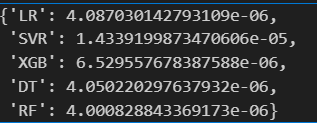 {'LR': 4.087030142793109e-06,
'SVR': 1.4339199873470606e-05,
'XGB': 6.529557678387588e-06,
'DT': 4.050220297637932e-06,
'RF': 4.000828843369173e-06}